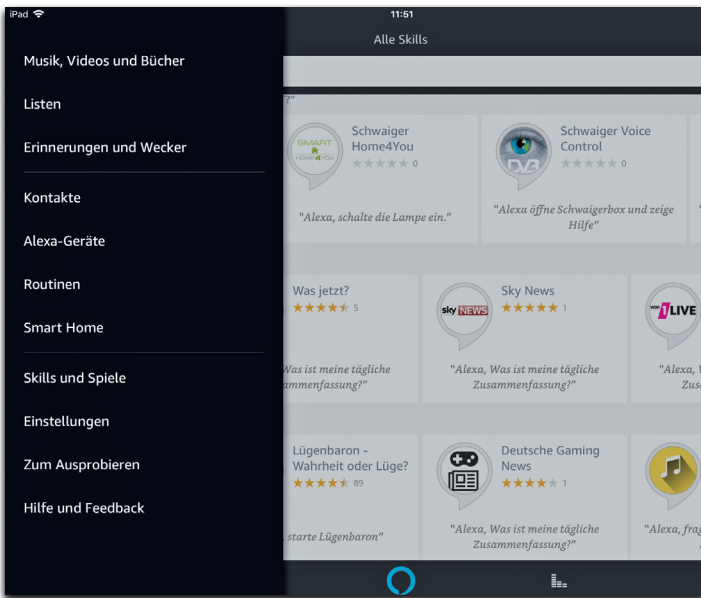 iPad
11:51
Alle Skills
Musik, Videos und Bücher
Listen
Erinnerungen und Wecker
Kontakte
Alexa-Geräte
Routinen
Smart Home
Skills und Spiele
Einstellungen
Zum Ausprobieren
Hilfe und Feedback
?"
SMART
HOME4YOU
Schwaiger
Home4You
0
"Alexa, schalte die Lampe ein."
DVB
Schwaiger Voice
Control
0
"Alexa öffne Schwaigerbox und zeige
Hilfe"
Was jetzt?
5
Was ist meine tägliche
ammenfassung?"
sky NEWS
Sky News
1
"Alexa, Was ist meine tägliche
Zusammenfassung?"
WDR 1LIVE
"Alexa, 
Zus
Lügenbaron -
Wahrheit oder Lüge?
89
starte Lügenbaron"
Deutsche Gaming
News
1
"Alexa, Was ist meine tägliche
Zusammenfassung?"
"Alexa, frag